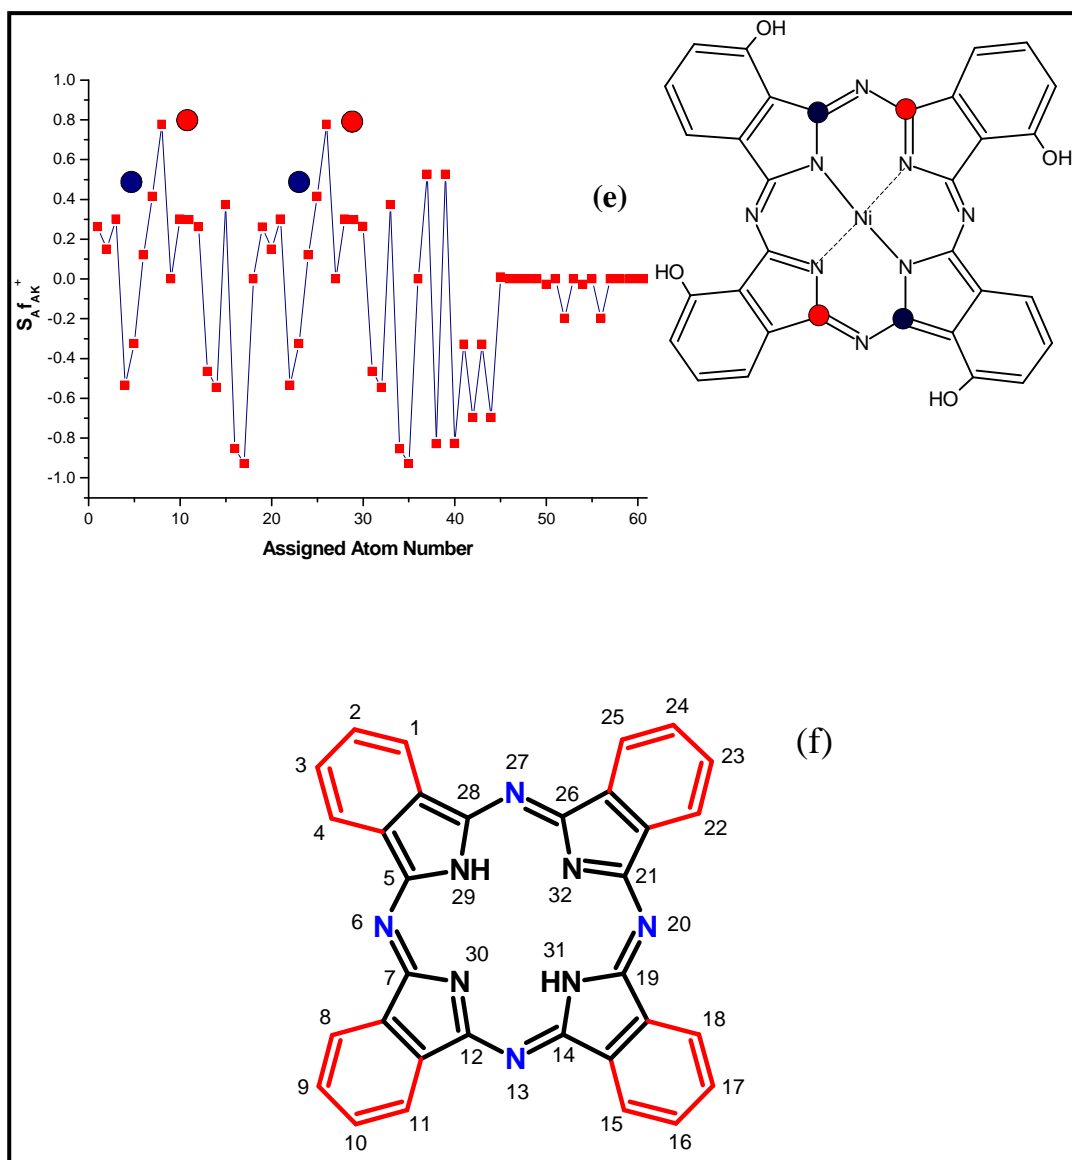 OH
1.0
0.8
0.6
0.4
0.2
0.0
-0.2
-0.4
-0.6
-0.8
-1.0
S_A f_AK^+
0 10 20 30 40 50 60
Assigned Atom Number
(e)
N
N N
OH
N Ni N
HO
N N
N
HO
(f)
2 1 25 24
3 27 23
N
28 26
4 22
NH N
5 29 32 21
6 N N 20
30 31
7 N HN 19
8 18
12 N 14
9 13 17
10 11 15 16